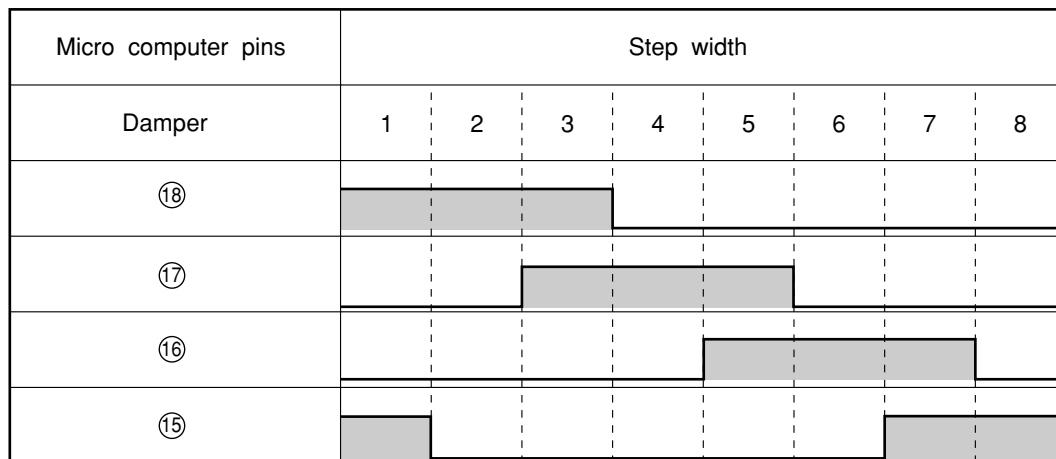 Micro computer pins Step width
Damper 1 2 3 4 5 6 7 8
⑱
⑰
⑯
⑮